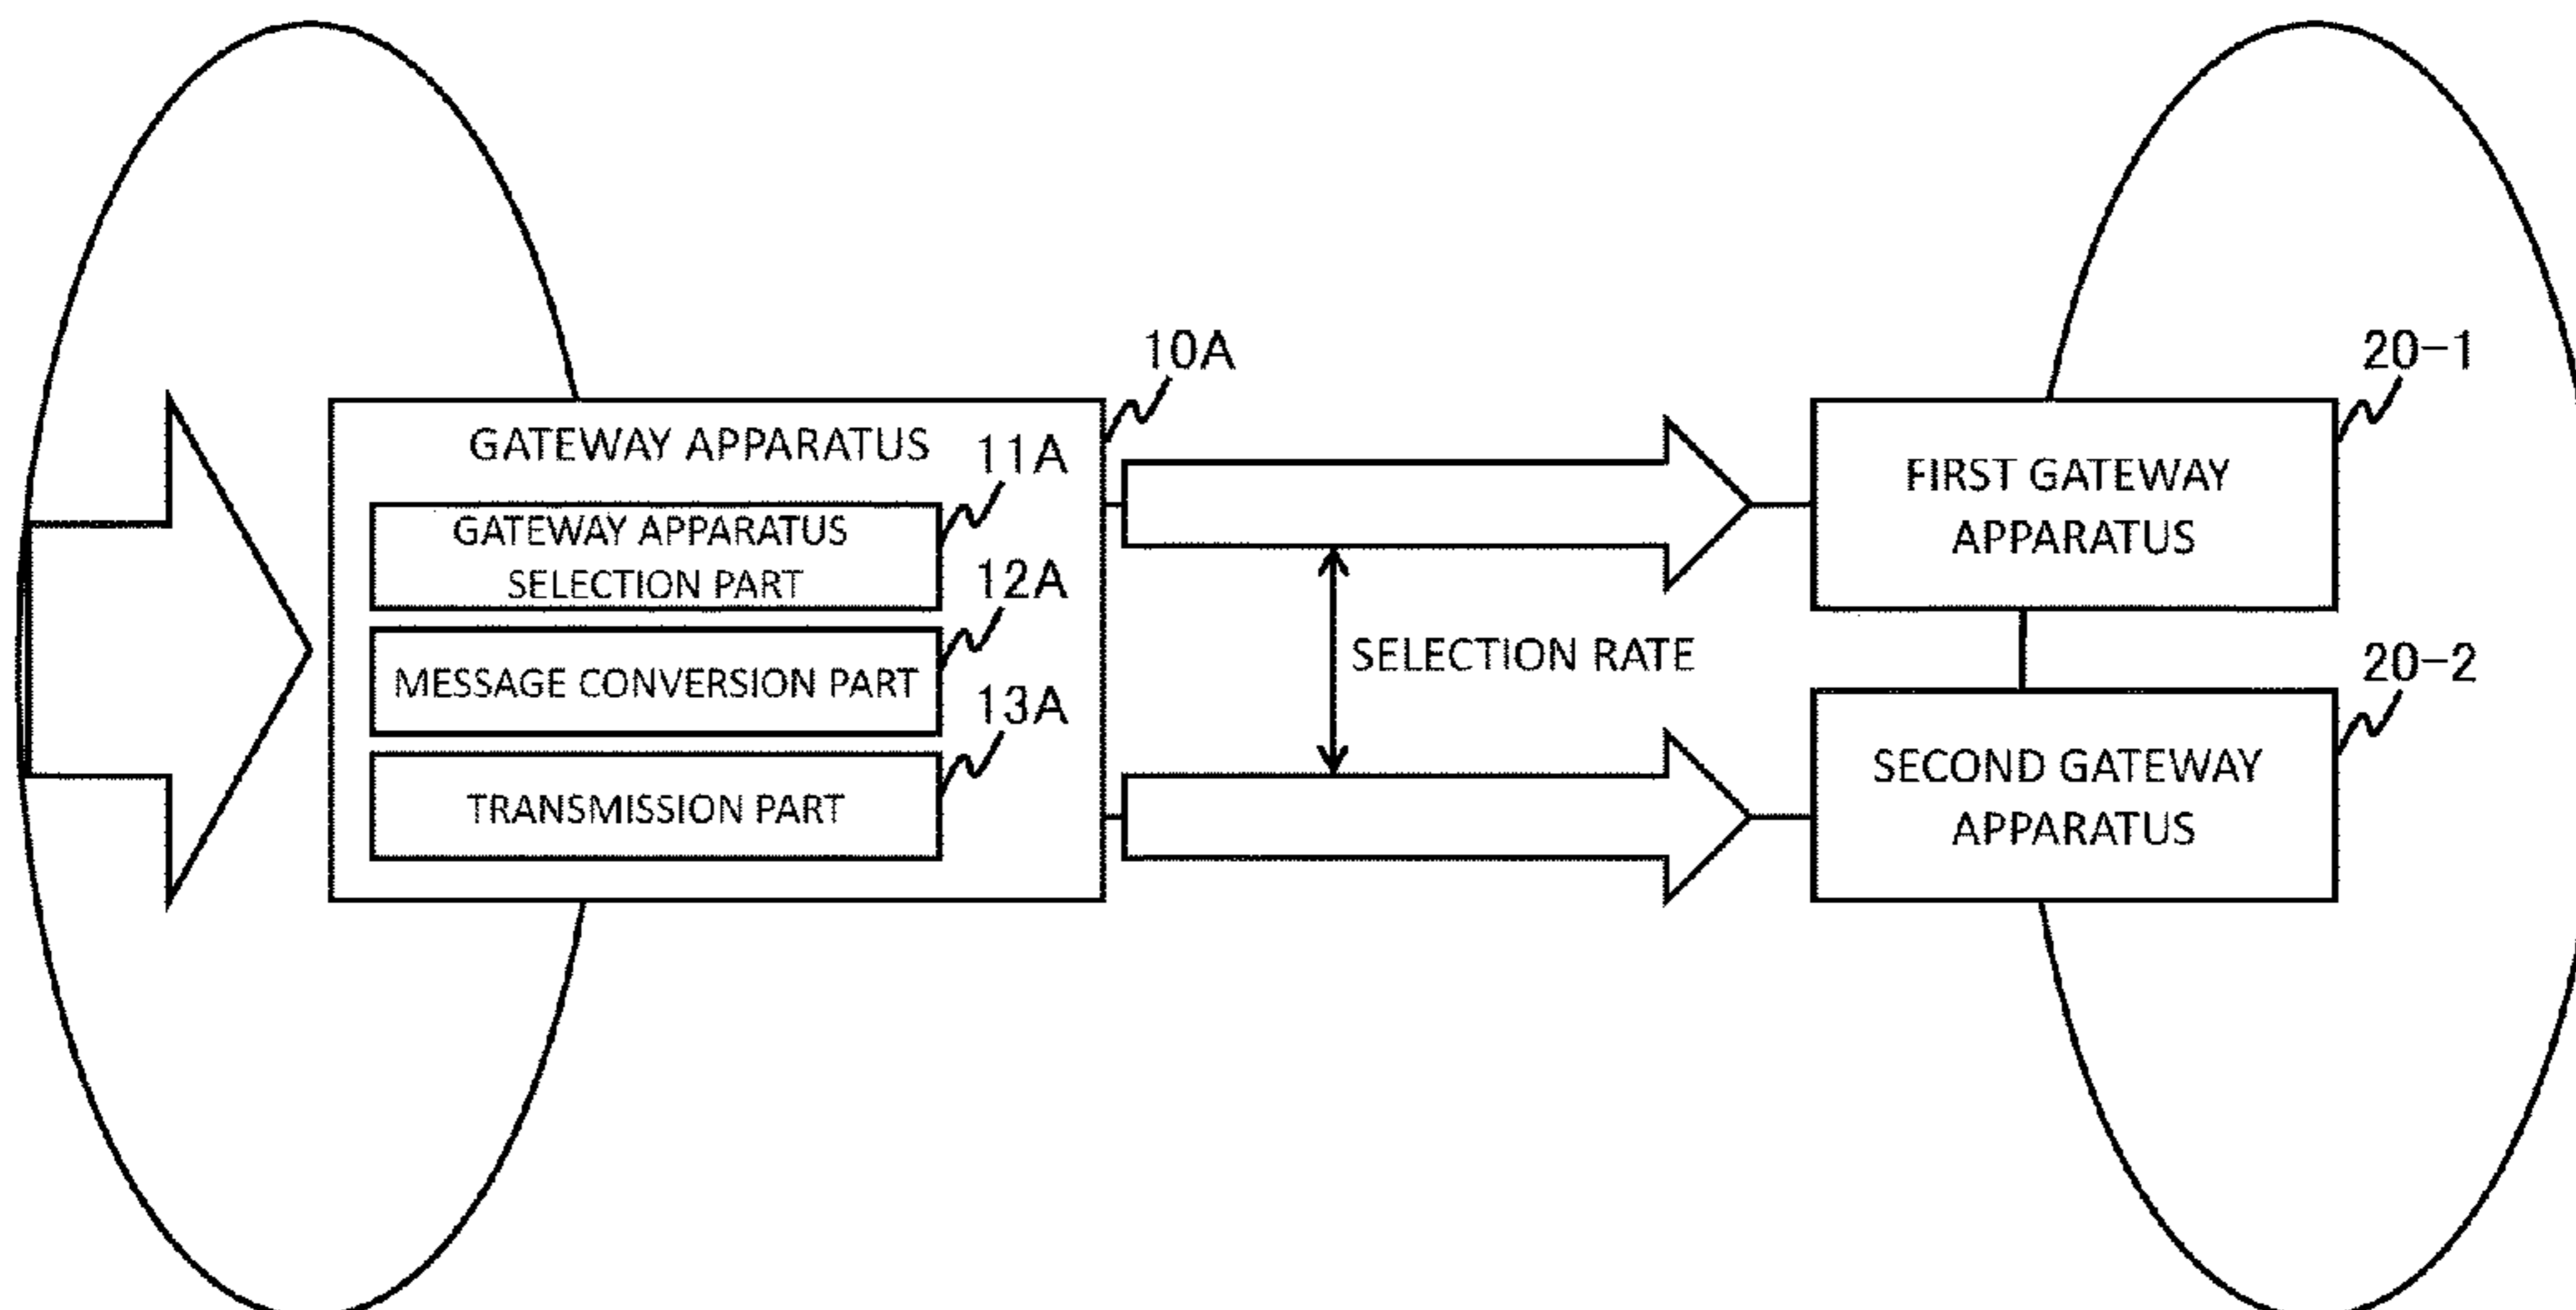 10A
GATEWAY APPARATUS
11A
GATEWAY APPARATUS
SELECTION PART
12A
MESSAGE CONVERSION PART
13A
TRANSMISSION PART
SELECTION RATE
20-1
FIRST GATEWAY
APPARATUS
20-2
SECOND GATEWAY
APPARATUS